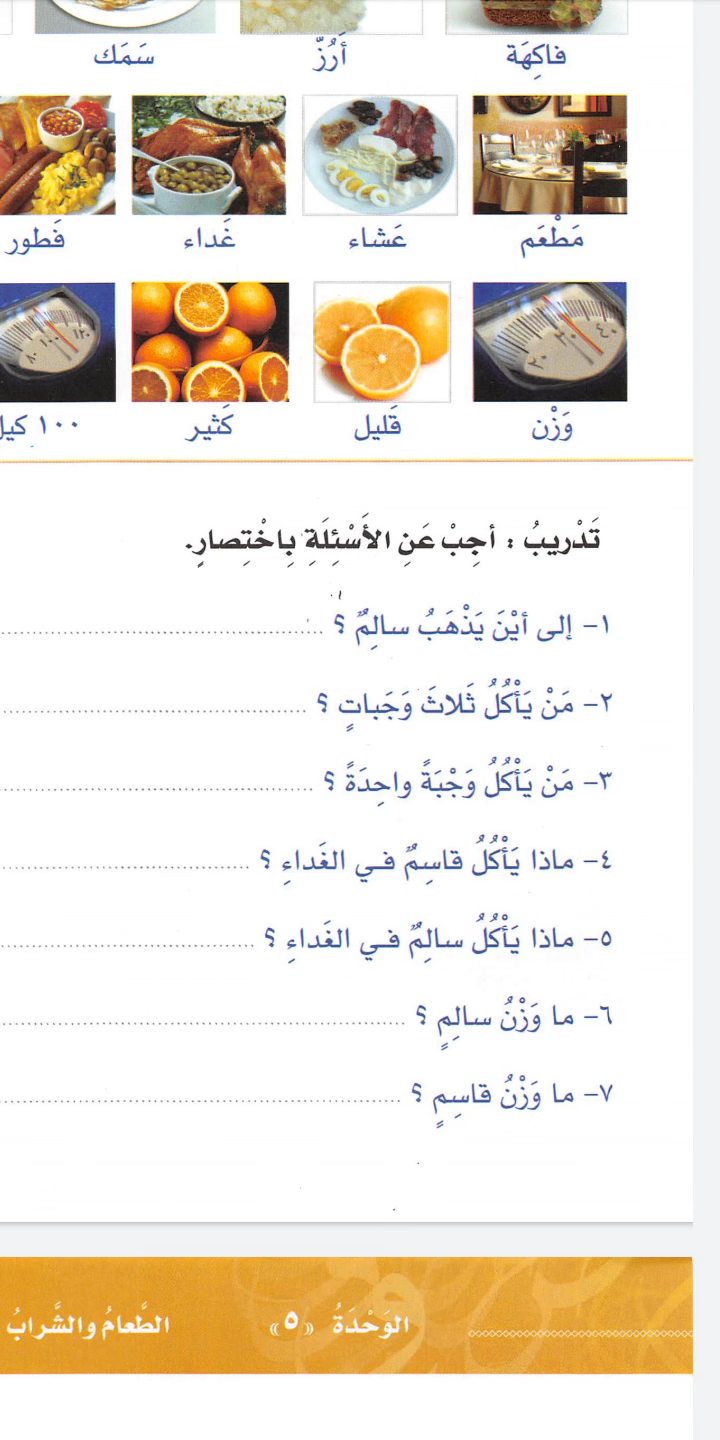 فاكِهَة أُرُزّ سَمَك
مَطْعَم عَشاء غَداء فَطور
وَزْن قَليل كَثير ١٠٠
تَدْريبُ : أجِبْ عَنِ الأَسْئِلَةِ بِاخْتِصارٍ.
١- إلى أيْنَ يَذْهَبُ سالِمٌ ؟
٢- مَنْ يَأْكُلُ ثَلاثَ وَجَباتٍ ؟
٣- مَنْ يَأْكُلُ وَجْبَةً واحِدَةً ؟
٤- ماذا يَأْكُلُ قاسِمٌ في الغَداءِ ؟
٥- ماذا يَأْكُلُ سالِمٌ في الغَداءِ ؟
٦- ما وَزْنُ سالِمٍ ؟
٧- ما وَزْنُ قاسِمٍ ؟
الوَحْدَةُ «٥» الطَّعامُ والشَّرابُ